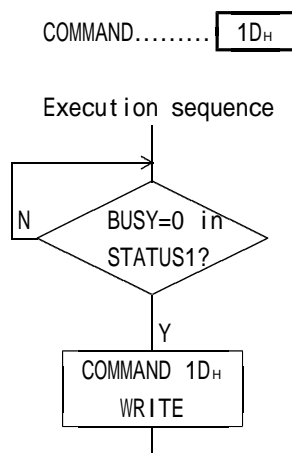 COMMAND......... 1DH
Execution sequence
N
BUSY=0 in
STATUS1?
Y
COMMAND 1DH
WRITE